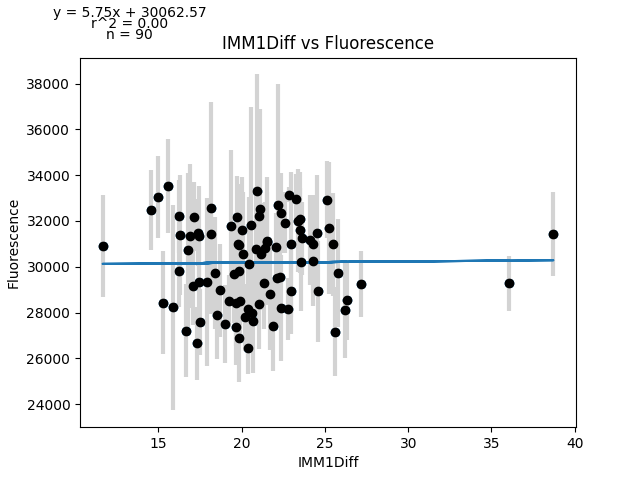 y = 5.75x + 30062.57
r^2 = 0.00
n = 90
IMM1Diff vs Fluorescence
38000
36000
34000
32000
30000
28000
26000
24000
Fluorescence
15
20
25
30
35
40
IMM1Diff